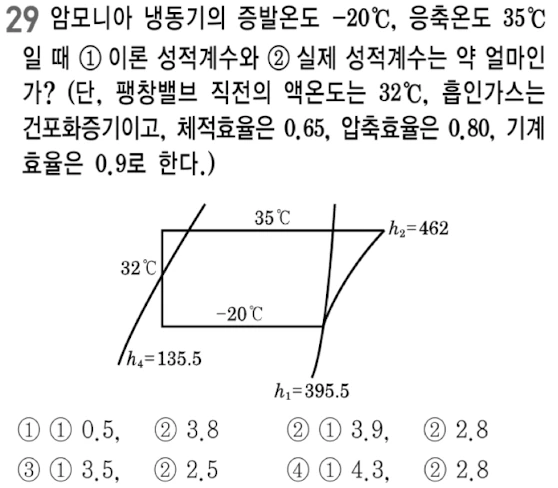 29 암모니아 냉동기의 증발온도 -20℃, 응축온도 35℃
일 때 ① 이론 성적계수와 ② 실제 성적계수는 약 얼마인
가? (단, 팽창밸브 직전의 액온도는 32℃, 흡인가스는
건포화증기이고, 체적효율은 0.65, 압축효율은 0.80, 기계
효율은 0.9로 한다.)
35℃
h₂=462
32℃
-20℃
h₄=135.5
h₁=395.5
① ① 0.5, ② 3.8 ② ① 3.9, ② 2.8
③ ① 3.5, ② 2.5 ④ ① 4.3, ② 2.8